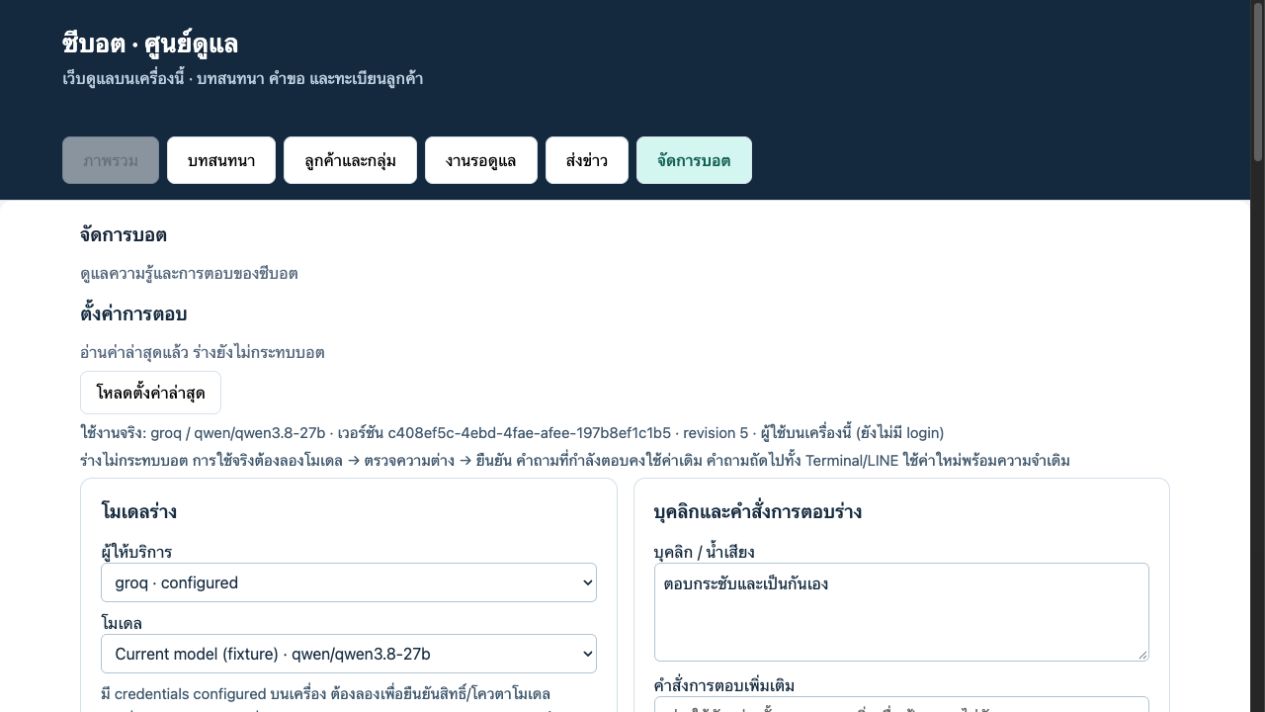 ซีบอต · ศูนย์ดูแล
เว็บดูแลบนเครื่องนี้ · บทสนทนา คำขอ และทะเบียนลูกค้า
ภาพรวม บทสนทนา ลูกค้าและกลุ่ม งานรอดูแล ส่งข่าว จัดการบอต
จัดการบอต
ดูแลความรู้และการตอบของซีบอต
ตั้งค่าการตอบ
อ่านค่าล่าสุดแล้ว ร่างยังไม่กระทบบอต
โหลดตั้งค่าล่าสุด
ใช้งานจริง: groq / qwen/qwen3.8-27b · เวอร์ชัน c408ef5c-4ebd-4fae-afee-197b8ef1c1b5 · revision 5 · ผู้ใช้บนเครื่องนี้ (ยังไม่มี login)
ร่างไม่กระทบบอต การใช้จริงต้องลองโมเดล → ตรวจความต่าง → ยืนยัน คำถามที่กำลังตอบคงใช้ค่าเดิม คำถามถัดไปทั้ง Terminal/LINE ใช้ค่าใหม่พร้อมความจำเดิม
โมเดลร่าง
ผู้ให้บริการ
groq · configured
โมเดล
Current model (fixture) · qwen/qwen3.8-27b
มี credentials configured บนเครื่อง ต้องลองเพื่อยืนยันสิทธิ์/โควตาโมเดล
บุคลิกและคำสั่งการตอบร่าง
บุคลิก / น้ำเสียง
ตอบกระชับและเป็นกันเอง
คำสั่งการตอบเพิ่มเติม